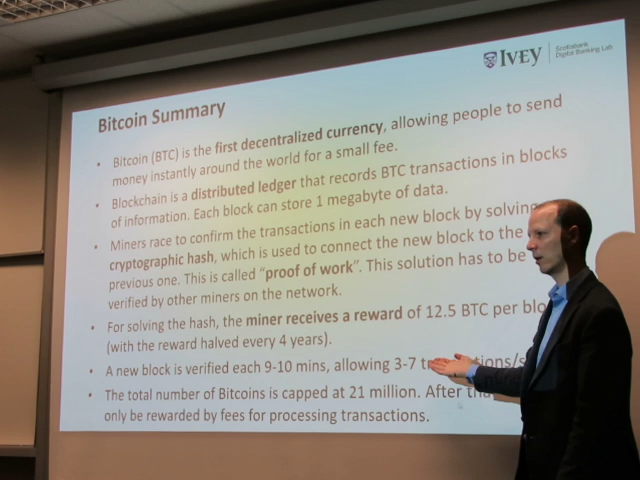 IVEY
Scotiabank
Digital Banking Lab
Bitcoin Summary
• Bitcoin (BTC) is the first decentralized currency, allowing people to send
money instantly around the world for a small fee.
• Blockchain is a distributed ledger that records BTC transactions in blocks
of information. Each block can store 1 megabyte of data.
• Miners race to confirm the transactions in each new block by solving
cryptographic hash, which is used to connect the new block to the
previous one. This is called “proof of work”. This solution has to be
verified by other miners on the network.
• For solving the hash, the miner receives a reward of 12.5 BTC per blo
(with the reward halved every 4 years).
• A new block is verified each 9-10 mins, allowing 3-7
• The total number of Bitcoins is capped at 21 million. After
only be rewarded by fees for processing transactions.